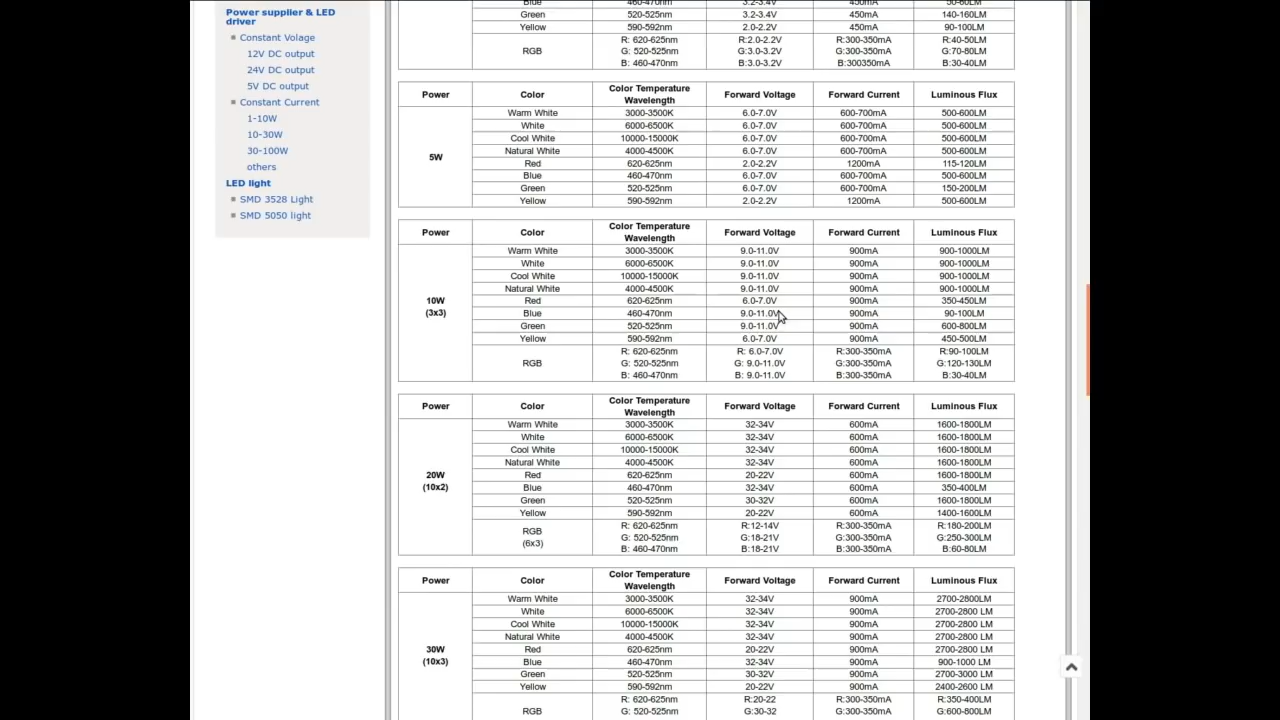 Power supplier & LED
driver
Constant Volage
12V DC output
24V DC output
5V DC output
Constant Current
1-10W
10-30W
30-100W
others
LED light
SMD 3528 Light
SMD 5050 light
Blue 460-470nm 3.2-3.4V 450mA 50-60LM
Green 520-525nm 3.2-3.4V 450mA 140-160LM
Yellow 590-592nm 2.0-2.2V 450mA 90-100LM
RGB
R: 620-625nm R:2.0-2.2V R:300-350mA R:40-50LM
G: 520-525nm G:3.0-3.2V G:300-350mA G:70-80LM
B: 460-470nm B:3.0-3.2V B:300350mA B:30-40LM
Power Color Color Temperature Wavelength Forward Voltage Forward Current Luminous Flux
5W
Warm White 3000-3500K 6.0-7.0V 600-700mA 500-600LM
White 6000-6500K 6.0-7.0V 600-700mA 500-600LM
Cool White 10000-15000K 6.0-7.0V 600-700mA 500-600LM
Natural White 4000-4500K 6.0-7.0V 600-700mA 500-600LM
Red 620-625nm 2.0-2.2V 1200mA 115-120LM
Blue 460-470nm 6.0-7.0V 600-700mA 500-600LM
Green 520-525nm 6.0-7.0V 600-700mA 150-200LM
Yellow 590-592nm 2.0-2.2V 1200mA 500-600LM
Power Color Color Temperature Wavelength Forward Voltage Forward Current Luminous Flux
10W
(3x3)
Warm White 3000-3500K 9.0-11.0V 900mA 900-1000LM
White 6000-6500K 9.0-11.0V 900mA 900-1000LM
Cool White 10000-15000K 9.0-11.0V 900mA 900-1000LM
Natural White 4000-4500K 9.0-11.0V 900mA 900-1000LM
Red 620-625nm 6.0-7.0V 900mA 350-450LM
Blue 460-470nm 9.0-11.0V 900mA 90-100LM
Green 520-525nm 9.0-11.0V 900mA 600-800LM
Yellow 590-592nm 6.0-7.0V 900mA 450-500LM
RGB
R: 620-625nm R: 6.0-7.0V R:300-350mA R:90-100LM
G: 520-525nm G: 9.0-11.0V G:300-350mA G:120-130LM
B: 460-470nm B: 9.0-11.0V B:300-350mA B:30-40LM
Power Color Color Temperature Wavelength Forward Voltage Forward Current Luminous Flux
20W
(10x2)
Warm White 3000-3500K 32-34V 600mA 1600-1800LM
White 6000-6500K 32-34V 600mA 1600-1800LM
Cool White 10000-15000K 32-34V 600mA 1600-1800LM
Natural White 4000-4500K 32-34V 600mA 1600-1800LM
Red 620-625nm 20-22V 600mA 1600-1800LM
Blue 460-470nm 32-34V 600mA 350-400LM
Green 520-525nm 30-32V 600mA 1600-1800LM
Yellow 590-592nm 20-22V 600mA 1400-1600LM
RGB
(6x3)
R: 620-625nm R:12-14V R:300-350mA R:180-200LM
G: 520-525nm G:18-21V G:300-350mA G:250-300LM
B: 460-470nm B:18-21V B:300-350mA B:60-80LM
Power Color Color Temperature Wavelength Forward Voltage Forward Current Luminous Flux
30W
(10x3)
Warm White 3000-3500K 32-34V 900mA 2700-2800LM
White 6000-6500K 32-34V 900mA 2700-2800 LM
Cool White 10000-15000K 32-34V 900mA 2700-2800 LM
Natural White 4000-4500K 32-34V 900mA 2700-2800 LM
Red 620-625nm 20-22V 900mA 2700-2800 LM
Blue 460-470nm 32-34V 900mA 900-1000 LM
Green 520-525nm 30-32V 900mA 2700-3000 LM
Yellow 590-592nm 20-22V 900mA 2400-2600 LM
RGB
R: 620-625nm R:20-22 R:300-350mA R:350-400LM
G: 520-525nm G:30-32 G:300-350mA G:600-800LM